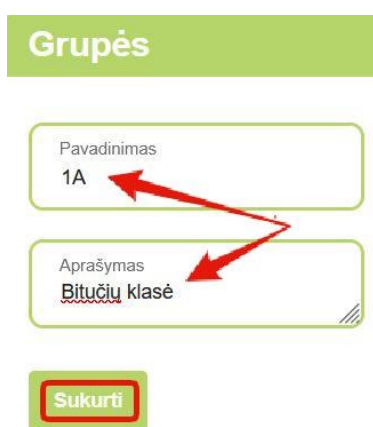 Grupės
Pavadinimas
1A
Aprašymas
Bitučių klasė
Sukurti